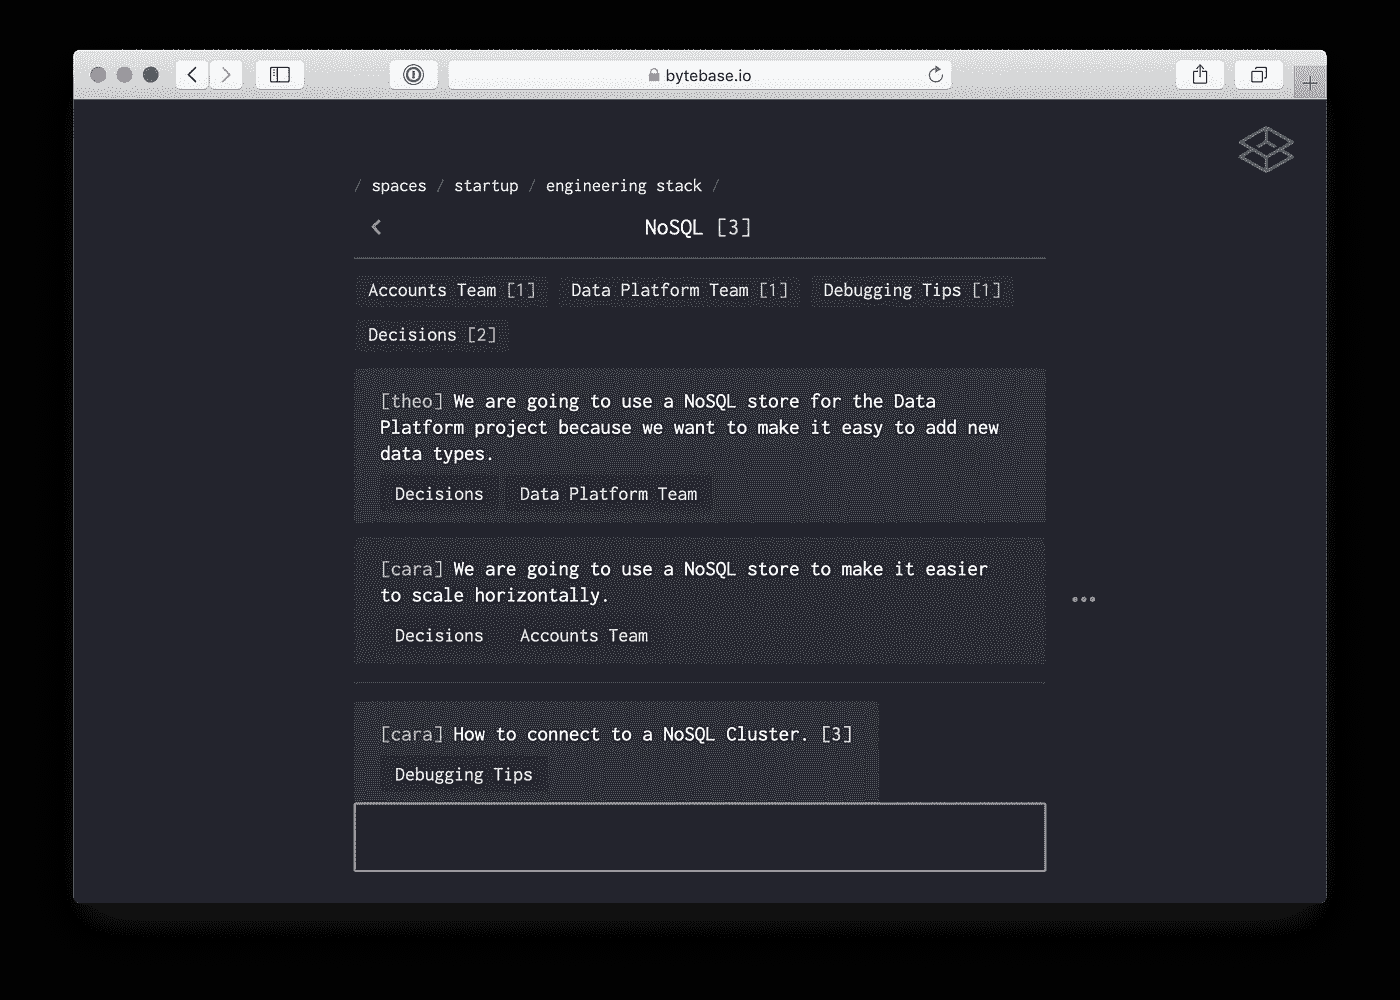 bytebase.io
/ spaces / startup / engineering stack /
NoSQL [3]
Accounts Team [1] Data Platform Team [1] Debugging Tips [1]
Decisions [2]
[theo] We are going to use a NoSQL store for the Data
Platform project because we want to make it easy to add new
data types.
Decisions Data Platform Team
[cara] We are going to use a NoSQL store to make it easier
to scale horizontally.
Decisions Accounts Team
[cara] How to connect to a NoSQL Cluster. [3]
Debugging Tips